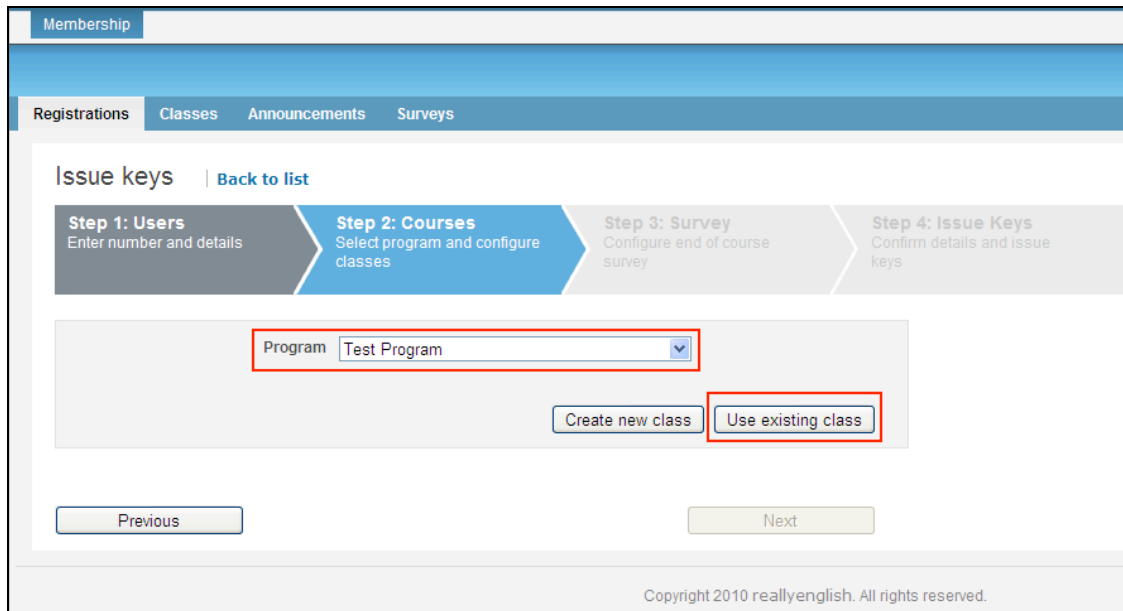 Membership
Registrations Classes Announcements Surveys
Issue keys | Back to list
Step 1: Users
Enter number and details
Step 2: Courses
Select program and configure
classes
Step 3: Survey
Configure end of course
survey
Step 4: Issue Keys
Confirm details and issue
keys
Program Test Program
Create new class Use existing class
Previous Next
Copyright 2010 reallyenglish. All rights reserved.